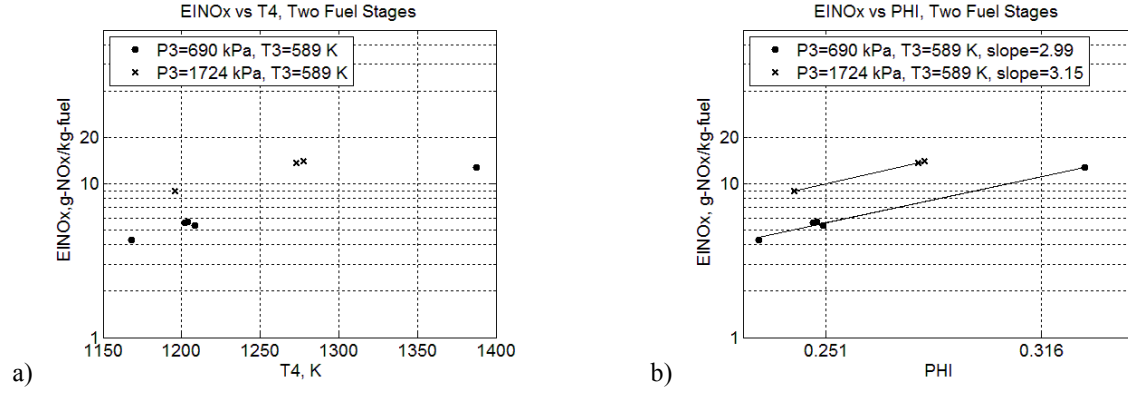 EINOx vs T4, Two Fuel Stages
P3=690 kPa, T3=589 K
P3=1724 kPa, T3=589 K
EINOx,g-NOx/kg-fuel
20
10
1
1150 1200 1250 1300 1350 1400
T4, K
a)
EINOx vs PHI, Two Fuel Stages
P3=690 kPa, T3=589 K, slope=2.99
P3=1724 kPa, T3=589 K, slope=3.15
EINOx, g-NOx/kg-fuel
20
10
1
0.251 0.316
PHI
b)